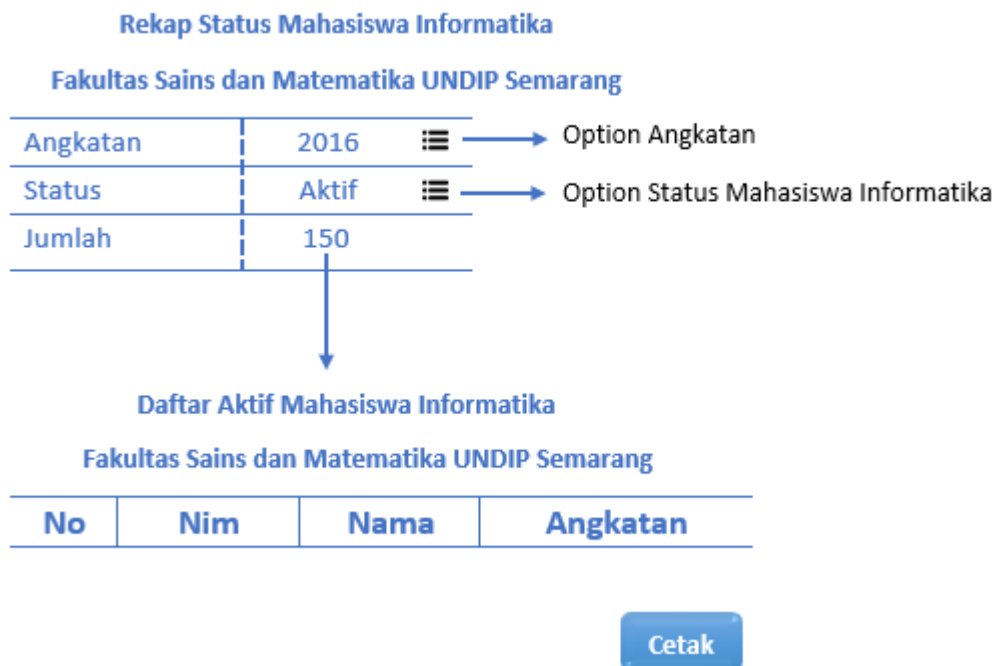 Rekap Status Mahasiswa Informatika
Fakultas Sains dan Matematika UNDIP Semarang
Angkatan 2016 Option Angkatan
Status Aktif Option Status Mahasiswa Informatika
Jumlah 150
Daftar Aktif Mahasiswa Informatika
Fakultas Sains dan Matematika UNDIP Semarang
No Nim Nama Angkatan
Cetak